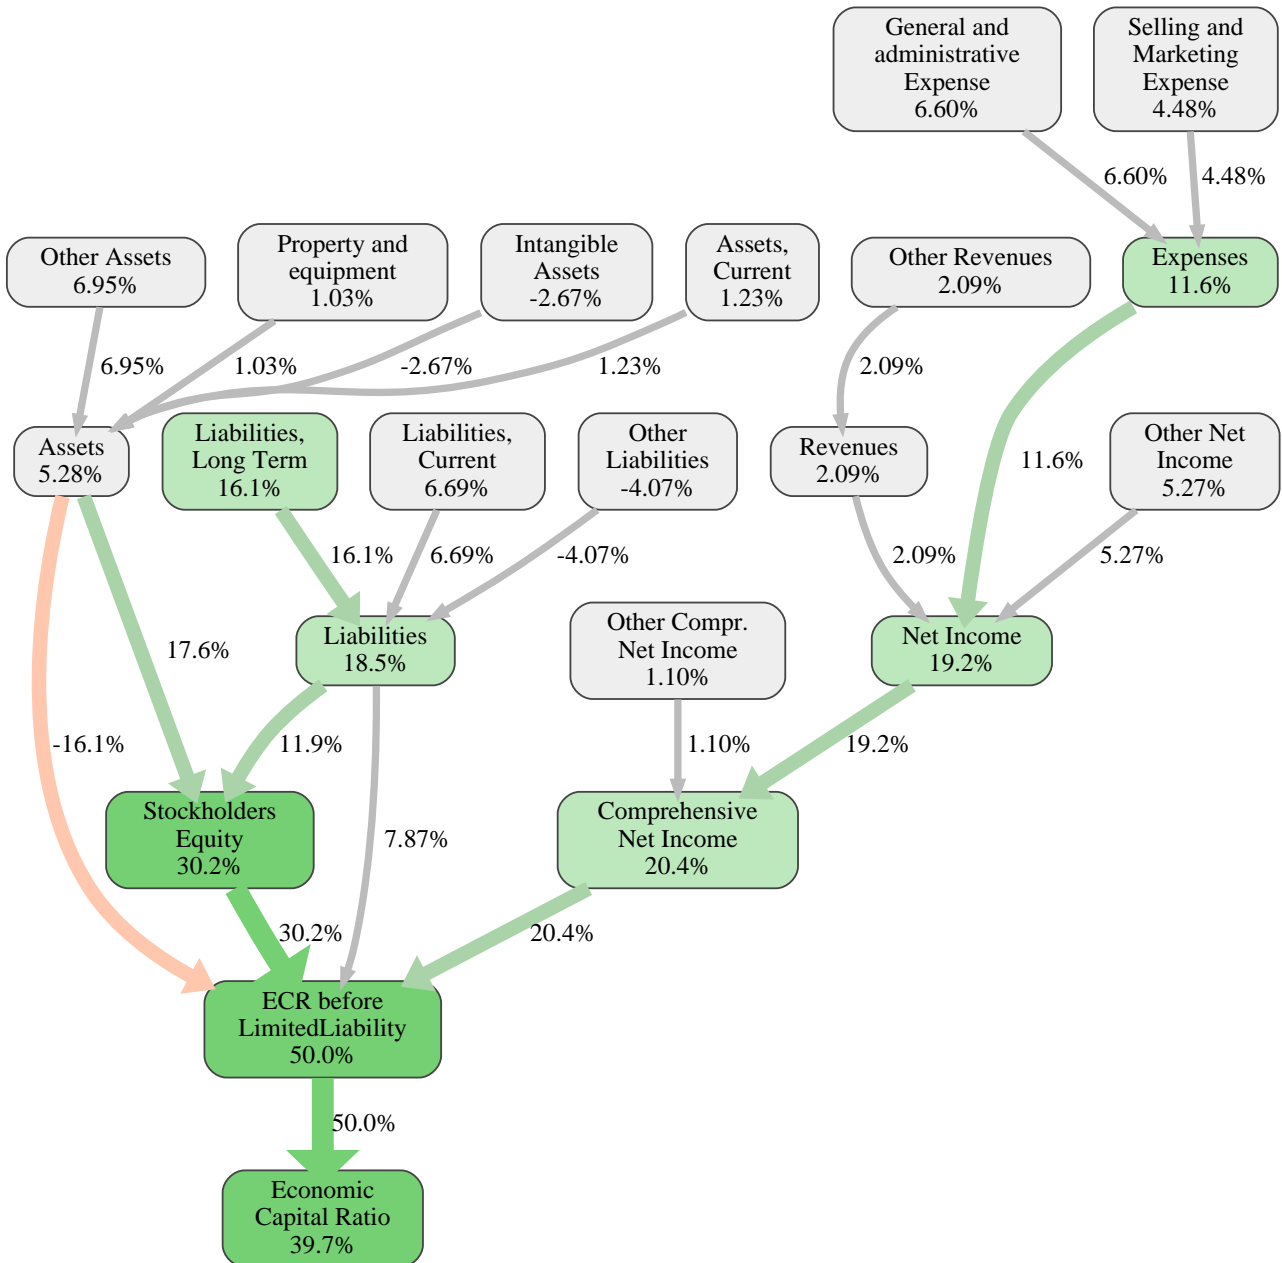 General and
administrative
Expense
6.60%
Selling and
Marketing
Expense
4.48%
6.60%
4.48%
Other Assets
6.95%
Property and
equipment
1.03%
Intangible
Assets
-2.67%
Assets,
Current
1.23%
Other Revenues
2.09%
Expenses
11.6%
6.95%
1.03%
-2.67%
1.23%
2.09%
Assets
5.28%
Liabilities,
Long Term
16.1%
Liabilities,
Current
6.69%
Other
Liabilities
-4.07%
Revenues
2.09%
11.6%
Other Net
Income
5.27%
16.1%
6.69%
-4.07%
2.09%
5.27%
17.6%
Liabilities
18.5%
Other Compr.
Net Income
1.10%
Net Income
19.2%
-16.1%
11.9%
1.10%
19.2%
Stockholders
Equity
30.2%
7.87%
Comprehensive
Net Income
20.4%
30.2%
20.4%
ECR before
LimitedLiability
50.0%
50.0%
Economic
Capital Ratio
39.7%